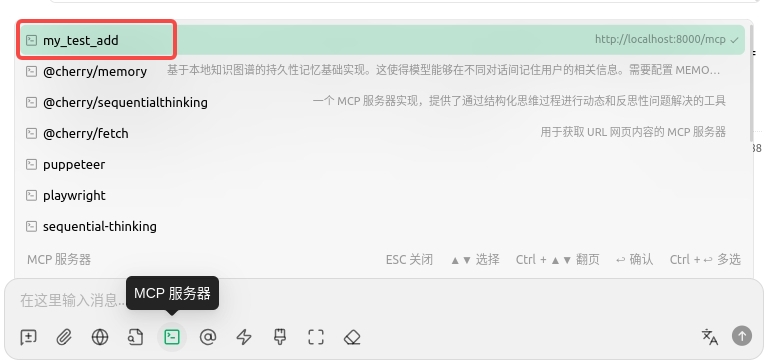 my_test_add http://localhost:8000/mcp ✓
@cherry/memory 基于本地知识图谱的持久性记忆基础实现。这使得模型能够在不同对话间记住用户的相关信息。需要配置 MEMO...
@cherry/sequentialthinking 一个 MCP 服务器实现，提供了通过结构化思维过程进行动态和反思性问题解决的工具
@cherry/fetch 用于获取 URL 网页内容的 MCP 服务器
38
puppeteer
playwright
sequential-thinking
MCP 服务器 ESC 关闭 ▲▼ 选择 Ctrl + ▲▼ 翻页 ↩ 确认 Ctrl + ↩ 多选
在这里输入消息...
MCP 服务器